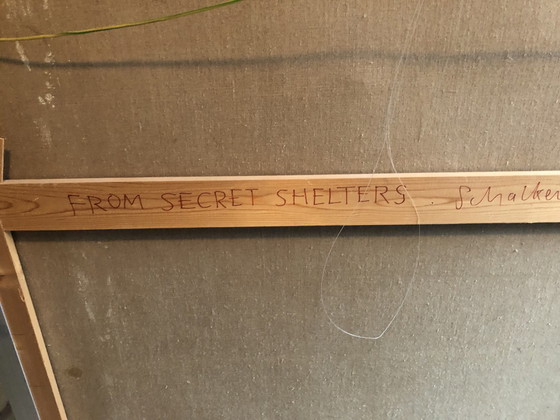 FROM SECRET SHELTERS . Schalken